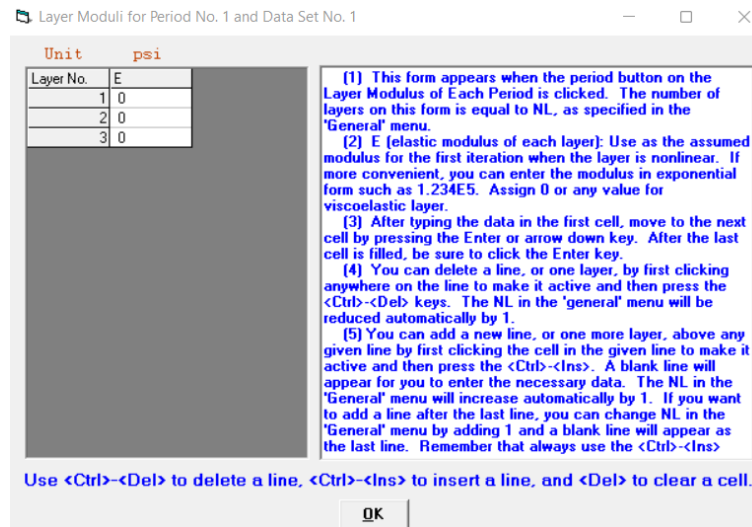 Layer Moduli for Period No. 1 and Data Set No. 1
Unit psi
Layer No. E
1 0
2 0
3 0
(1) This form appears when the period button on the
Layer Modulus of Each Period is clicked. The number of
layers on this form is equal to NL, as specified in the
'General' menu.
(2) E (elastic modulus of each layer): Use as the assumed
modulus for the first iteration when the layer is nonlinear. If
more convenient, you can enter the modulus in exponential
form such as 1.234E5. Assign 0 or any value for
viscoelastic layer.
(3) After typing the data in the first cell, move to the next
cell by pressing the Enter or arrow down key. After the last
cell is filled, be sure to click the Enter key.
(4) You can delete a line, or one layer, by first clicking
anywhere on the line to make it active and then press the
<Ctrl>-<Del> keys. The NL in the 'general' menu will be
reduced automatically by 1.
(5) You can add a new line, or one more layer, above any
given line by first clicking the cell in the given line to make it
active and then press the <Ctrl>-<Ins>. A blank line will
appear for you to enter the necessary data. The NL in the
'General' menu will increase automatically by 1. If you want
to add a line after the last line, you can change NL in the
'General' menu by adding 1 and a blank line will appear as
the last line. Remember that always use the <Ctrl>-<Ins>
Use <Ctrl>-<Del> to delete a line, <Ctrl>-<Ins> to insert a line, and <Del> to clear a cell.
OK